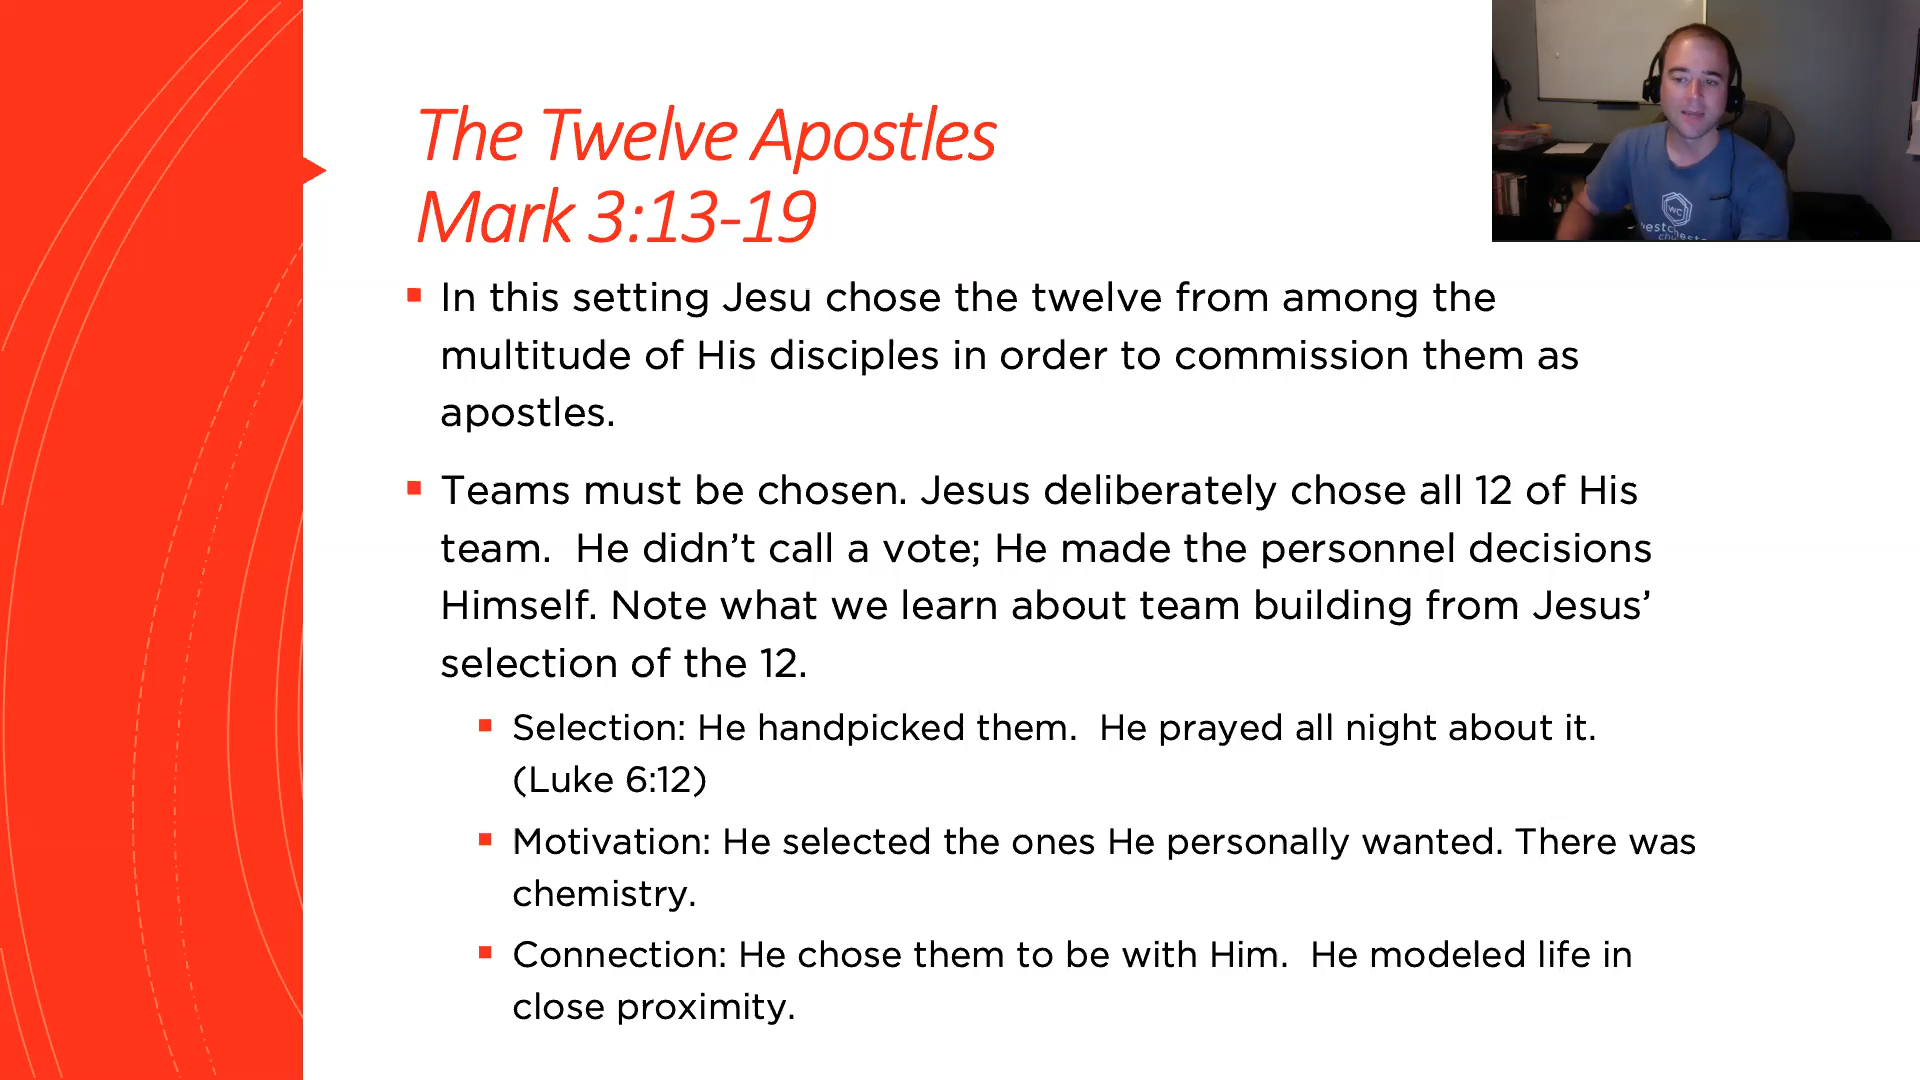 The Twelve Apostles
Mark 3:13-19
In this setting Jesu chose the twelve from among the
multitude of His disciples in order to commission them as
apostles.
Teams must be chosen. Jesus deliberately chose all 12 of His
team. He didn’t call a vote; He made the personnel decisions
Himself. Note what we learn about team building from Jesus’
selection of the 12.
Selection: He handpicked them. He prayed all night about it.
(Luke 6:12)
Motivation: He selected the ones He personally wanted. There was
chemistry.
Connection: He chose them to be with Him. He modeled life in
close proximity.
WC